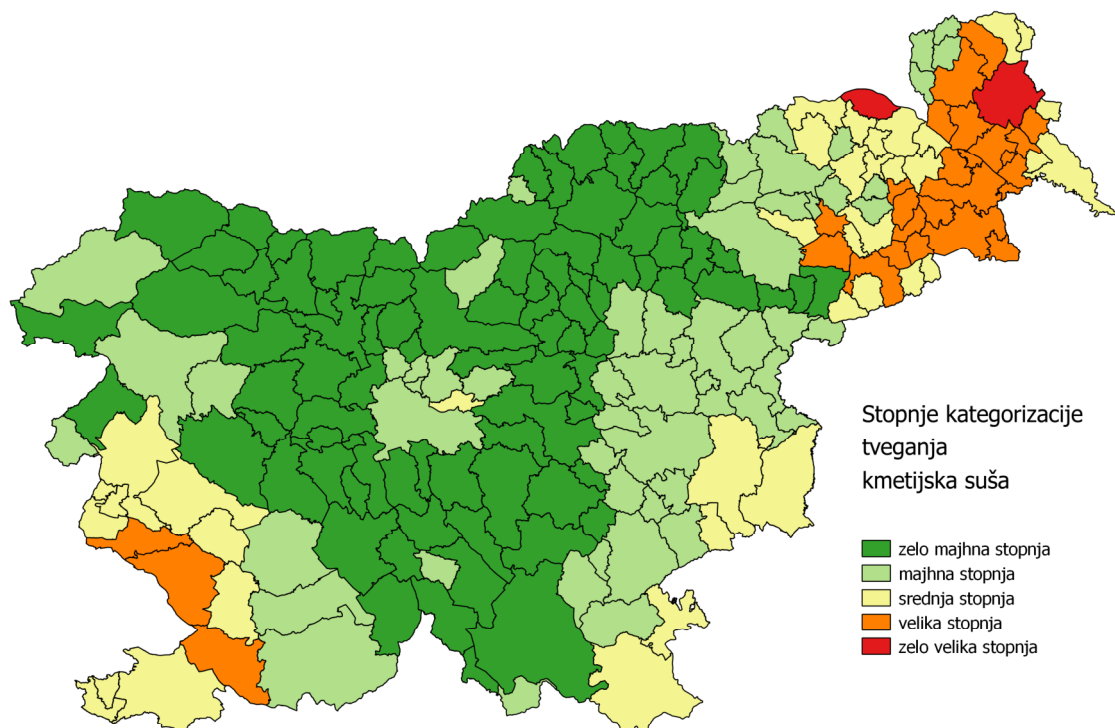 Stopnje kategorizacije
tveganja
kmetijska suša
zelo majhna stopnja
majhna stopnja
srednja stopnja
velika stopnja
zelo velika stopnja